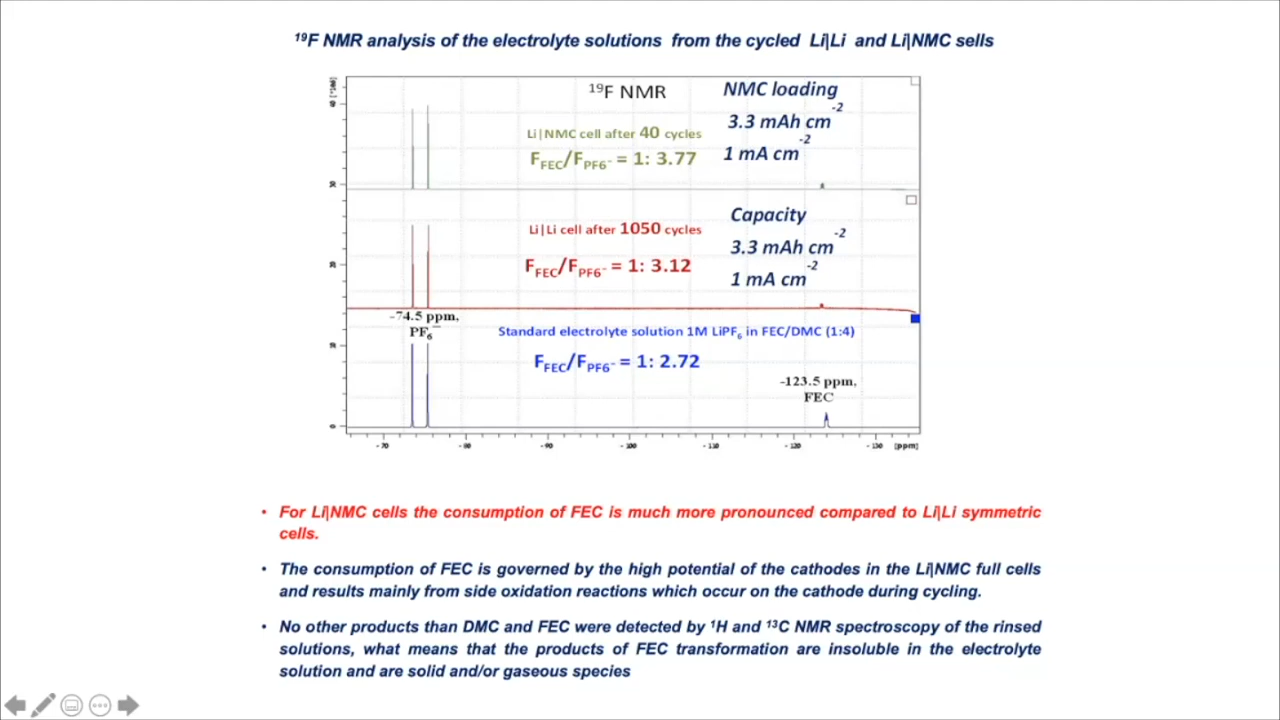 ¹⁹F NMR analysis of the electrolyte solutions from the cycled Li|Li and Li|NMC sells
¹⁹F NMR
NMC loading
3.3 mAh cm⁻²
1 mA cm⁻²
Li|NMC cell after 40 cycles
F_FEC/F_PF6⁻ = 1: 3.77
Capacity
3.3 mAh cm⁻²
1 mA cm⁻²
Li|Li cell after 1050 cycles
F_FEC/F_PF6⁻ = 1: 3.12
-74.5 ppm,
PF₆⁻
Standard electrolyte solution 1M LiPF₆ in FEC/DMC (1:4)
F_FEC/F_PF6⁻ = 1: 2.72
-123.5 ppm,
FEC
40
30
20
10
0
-70 -80 -90 -100 -110 -120 -130 [ppm]
• For Li|NMC cells the consumption of FEC is much more pronounced compared to Li|Li symmetric
cells.
• The consumption of FEC is governed by the high potential of the cathodes in the Li|NMC full cells
and results mainly from side oxidation reactions which occur on the cathode during cycling.
• No other products than DMC and FEC were detected by ¹H and ¹³C NMR spectroscopy of the rinsed
solutions, what means that the products of FEC transformation are insoluble in the electrolyte
solution and are solid and/or gaseous species